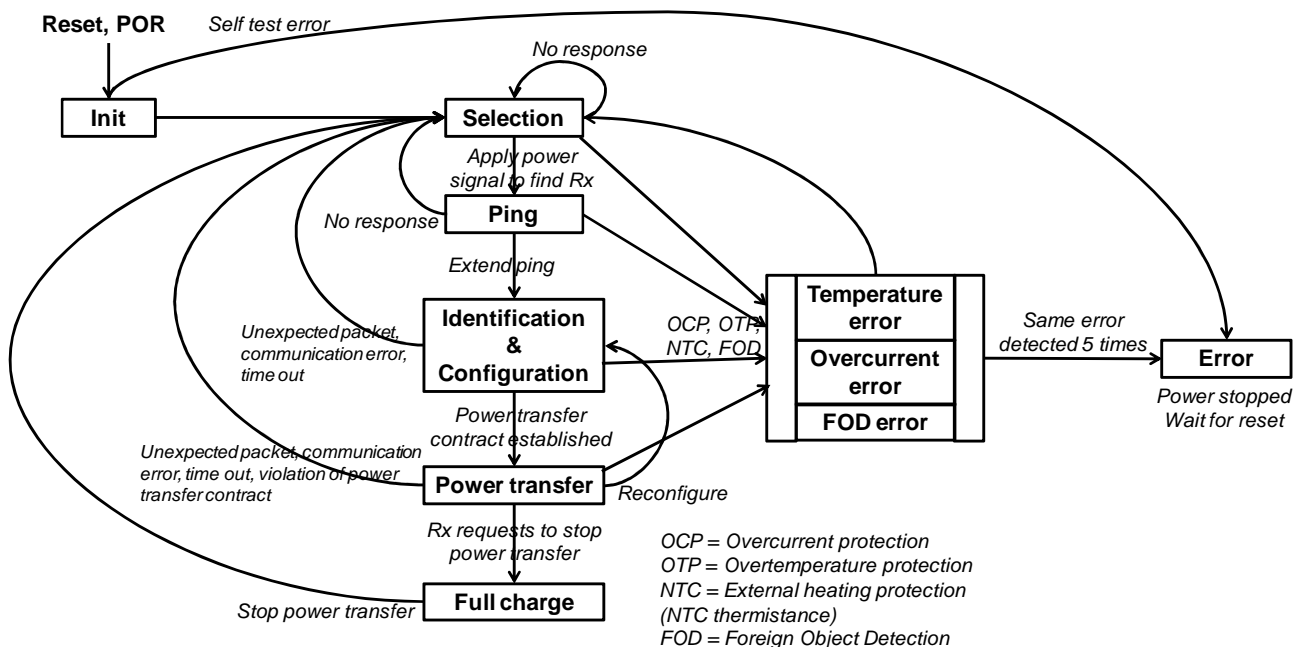 Reset, POR
Self test error
No response
Init
Selection
Apply power
signal to find Rx
No response
Ping
Extend ping
Identification
&
Configuration
Unexpected packet,
communication error,
time out
OCP, OTP,
NTC, FOD
Temperature
error
Overcurrent
error
FOD error
Same error
detected 5 times
Error
Power stopped
Wait for reset
Power transfer
contract established
Unexpected packet, communication
error, time out, violation of power
transfer contract
Power transfer
Reconfigure
Rx requests to stop
power transfer
Stop power transfer
Full charge
OCP = Overcurrent protection
OTP = Overtemperature protection
NTC = External heating protection
(NTC thermistance)
FOD = Foreign Object Detection